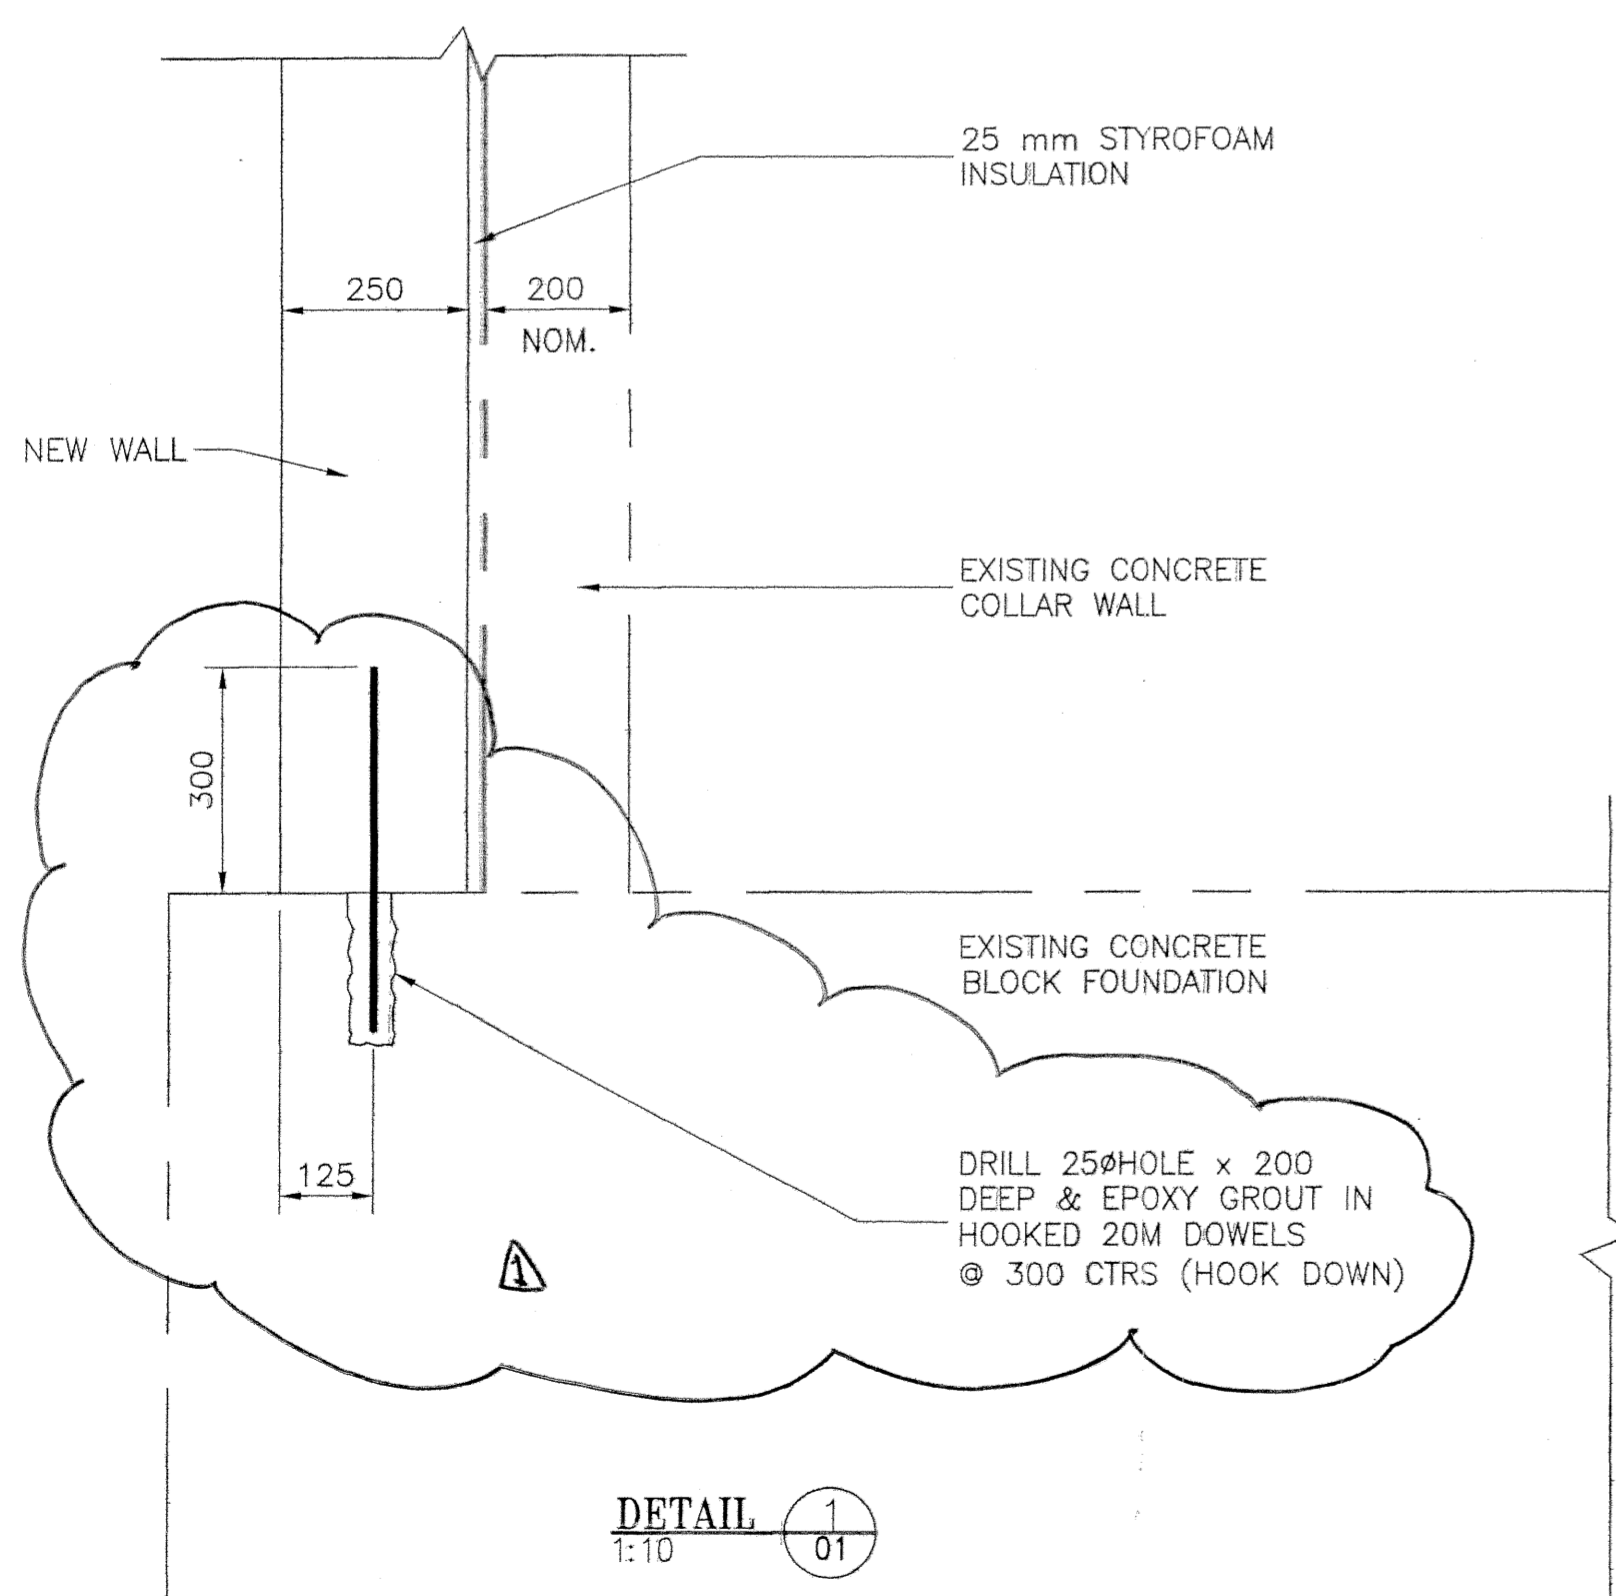 25 mm STYROFOAM
INSULATION
250
200
NOM.
NEW WALL
EXISTING CONCRETE
COLLAR WALL
300
EXISTING CONCRETE
BLOCK FOUNDATION
125
DRILL 25øHOLE x 200
DEEP & EPOXY GROUT IN
HOOKED 20M DOWELS
@ 300 CTRS (HOOK DOWN)
1
DETAIL
1:10
1
01